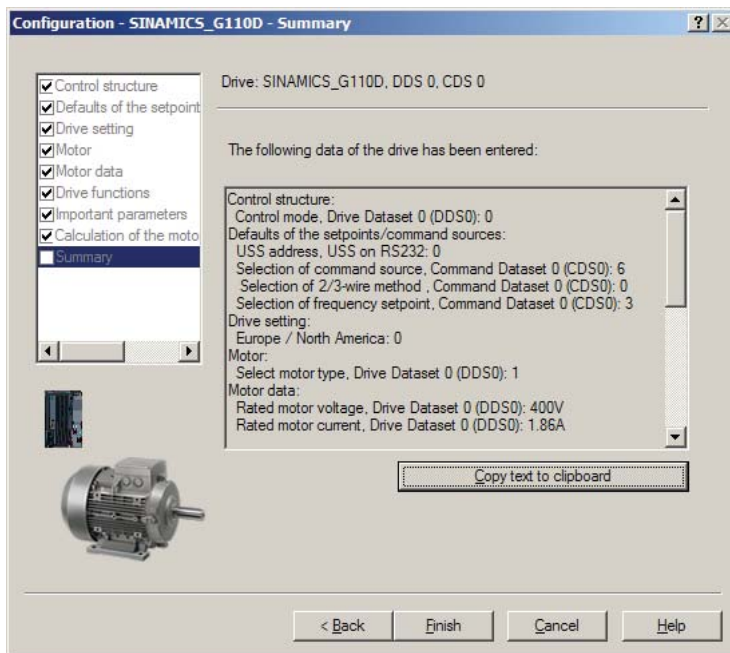 Configuration - SINAMICS_G110D - Summary
Control structure
Defaults of the setpoint
Drive setting
Motor
Motor data
Drive functions
Important parameters
Calculation of the moto
Summary
Drive: SINAMICS_G110D, DDS 0, CDS 0
The following data of the drive has been entered:
Control structure:
Control mode, Drive Dataset 0 (DDS0): 0
Defaults of the setpoints/command sources:
USS address, USS on RS232: 0
Selection of command source, Command Dataset 0 (CDS0): 6
Selection of 2/3-wire method , Command Dataset 0 (CDS0): 0
Selection of frequency setpoint, Command Dataset 0 (CDS0): 3
Drive setting:
Europe / North America: 0
Motor:
Select motor type, Drive Dataset 0 (DDS0): 1
Motor data:
Rated motor voltage, Drive Dataset 0 (DDS0): 400V
Rated motor current, Drive Dataset 0 (DDS0): 1.86A
Copy text to clipboard
< Back
Finish
Cancel
Help